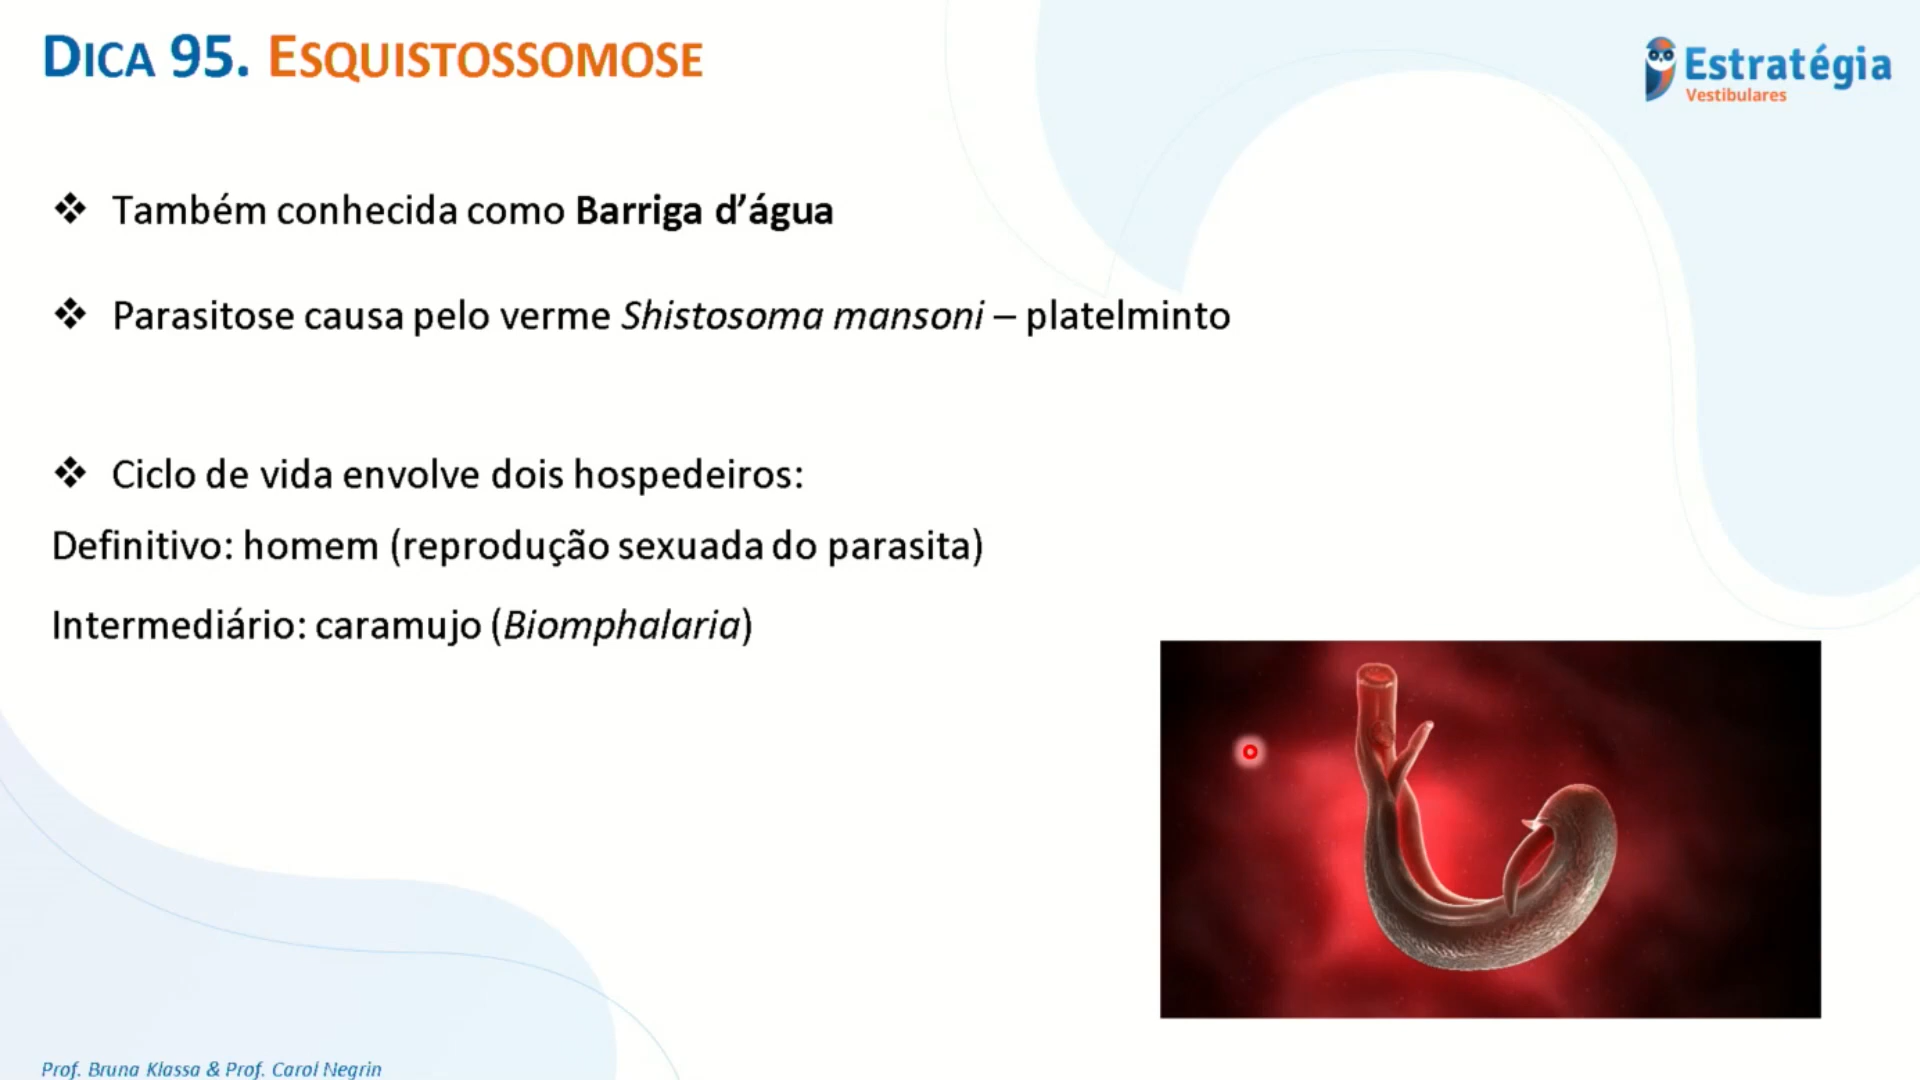 DICA 95. ESQUISTOSSOMOSE
Estratégia
Vestibulares
❖ Também conhecida como Barriga d’água
❖ Parasitose causa pelo verme Shistosoma mansoni – platelminto
❖ Ciclo de vida envolve dois hospedeiros:
Definitivo: homem (reprodução sexuada do parasita)
Intermediário: caramujo (Biomphalaria)
Prof. Bruna Klassa & Prof. Carol Negrin